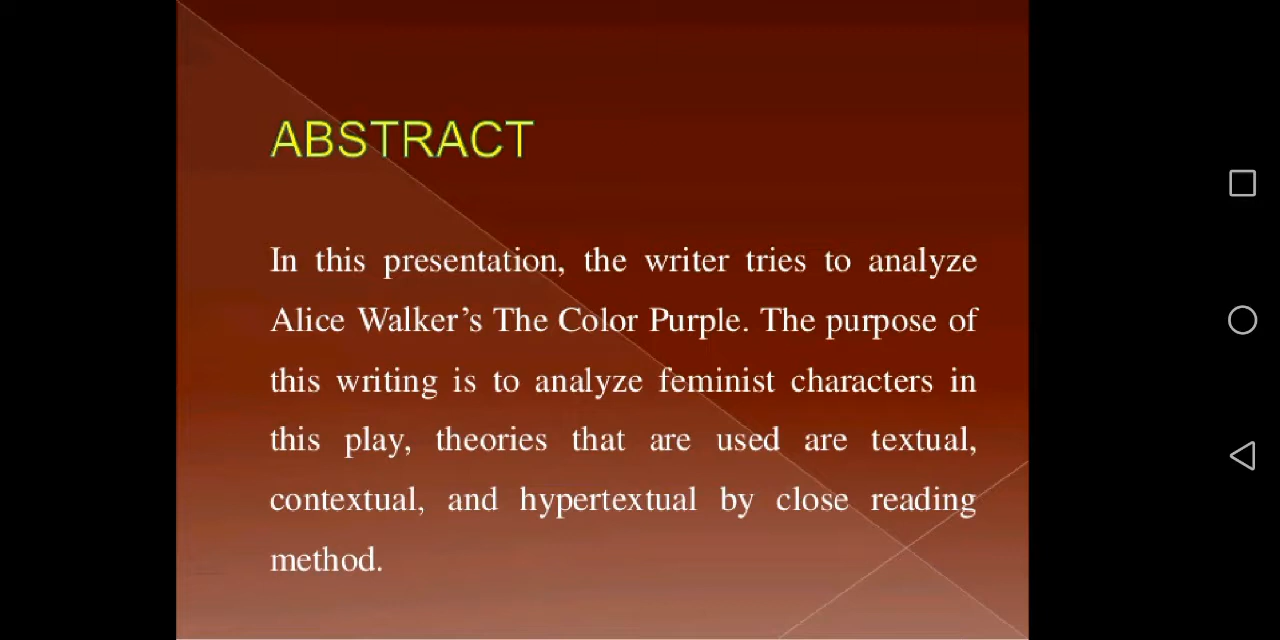 ABSTRACT
In this presentation, the writer tries to analyze
Alice Walker’s The Color Purple. The purpose of
this writing is to analyze feminist characters in
this play, theories that are used are textual,
contextual, and hypertextual by close reading
method.